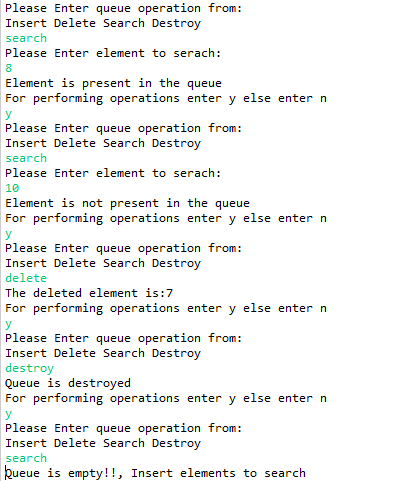 Please Enter queue operation from:
Insert Delete Search Destroy
search
Please Enter element to serach:
8
Element is present in the queue
For performing operations enter y else enter n
y
Please Enter queue operation from:
Insert Delete Search Destroy
search
Please Enter element to serach:
10
Element is not present in the queue
For performing operations enter y else enter n
y
Please Enter queue operation from:
Insert Delete Search Destroy
delete
The deleted element is:7
For performing operations enter y else enter n
y
Please Enter queue operation from:
Insert Delete Search Destroy
destroy
Queue is destroyed
For performing operations enter y else enter n
y
Please Enter queue operation from:
Insert Delete Search Destroy
search
Queue is empty!!, Insert elements to search